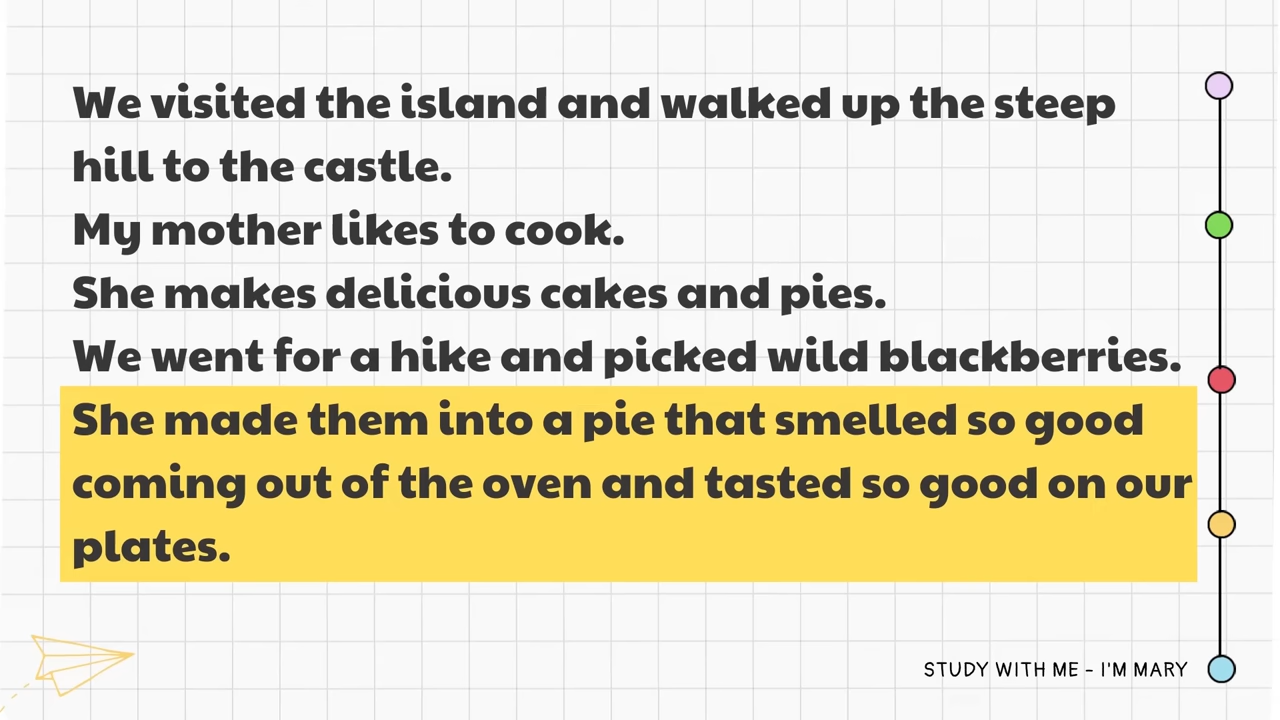 We visited the island and walked up the steep
hill to the castle.
My mother likes to cook.
She makes delicious cakes and pies.
We went for a hike and picked wild blackberries.
She made them into a pie that smelled so good
coming out of the oven and tasted so good on our
plates.
STUDY WITH ME – I'M MARY